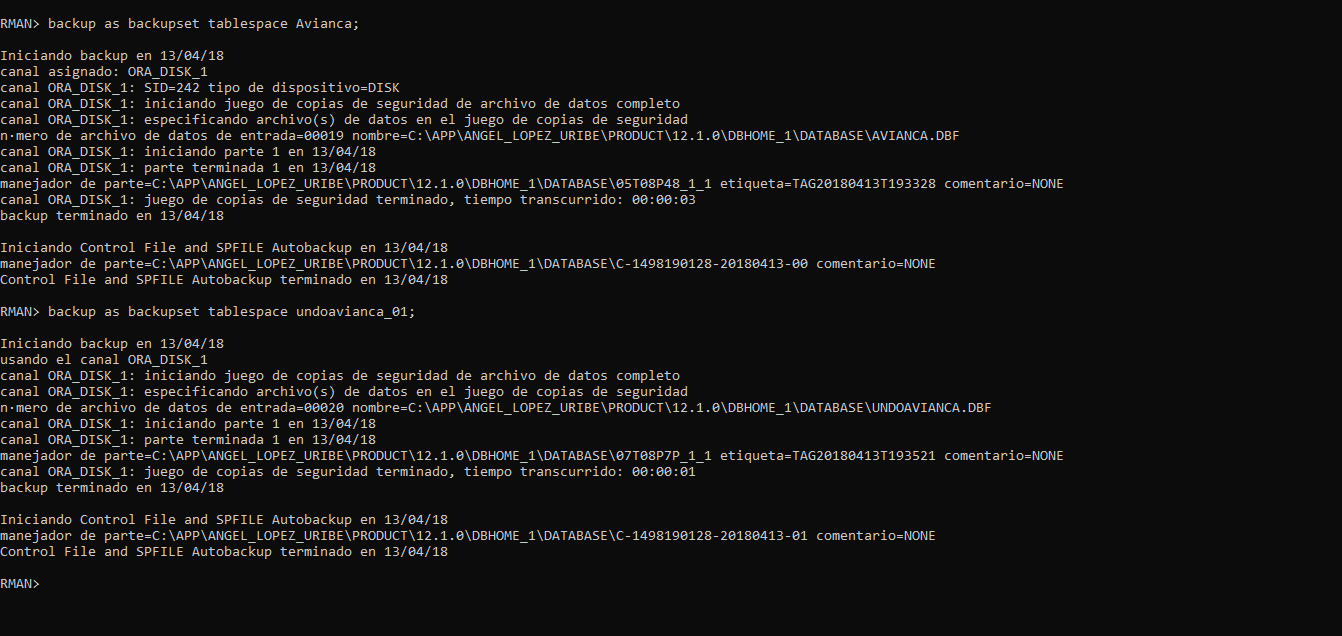 RMAN> backup as backupset tablespace Avianca;
Iniciando backup en 13/04/18
canal asignado: ORA_DISK_1
canal ORA_DISK_1: SID=242 tipo de dispositivo=DISK
canal ORA_DISK_1: iniciando juego de copias de seguridad de archivo de datos completo
canal ORA_DISK_1: especificando archivo(s) de datos en el juego de copias de seguridad
n·mero de archivo de datos de entrada=00019 nombre=C:\APP\ANGEL_LOPEZ_URIBE\PRODUCT\12.1.0\DBHOME_1\DATABASE\AVIANCA.DBF
canal ORA_DISK_1: iniciando parte 1 en 13/04/18
canal ORA_DISK_1: parte terminada 1 en 13/04/18
manejador de parte=C:\APP\ANGEL_LOPEZ_URIBE\PRODUCT\12.1.0\DBHOME_1\DATABASE\05T08P48_1_1 etiqueta=TAG20180413T193328 comentario=NONE
canal ORA_DISK_1: juego de copias de seguridad terminado, tiempo transcurrido: 00:00:03
backup terminado en 13/04/18
Iniciando Control File and SPFILE Autobackup en 13/04/18
manejador de parte=C:\APP\ANGEL_LOPEZ_URIBE\PRODUCT\12.1.0\DBHOME_1\DATABASE\C-1498190128-20180413-00 comentario=NONE
Control File and SPFILE Autobackup terminado en 13/04/18
RMAN> backup as backupset tablespace undoavianca_01;
Iniciando backup en 13/04/18
usando el canal ORA_DISK_1
canal ORA_DISK_1: iniciando juego de copias de seguridad de archivo de datos completo
canal ORA_DISK_1: especificando archivo(s) de datos en el juego de copias de seguridad
n·mero de archivo de datos de entrada=00020 nombre=C:\APP\ANGEL_LOPEZ_URIBE\PRODUCT\12.1.0\DBHOME_1\DATABASE\UNDOAVIANCA.DBF
canal ORA_DISK_1: iniciando parte 1 en 13/04/18
canal ORA_DISK_1: parte terminada 1 en 13/04/18
manejador de parte=C:\APP\ANGEL_LOPEZ_URIBE\PRODUCT\12.1.0\DBHOME_1\DATABASE\07T08P7P_1_1 etiqueta=TAG20180413T193521 comentario=NONE
canal ORA_DISK_1: juego de copias de seguridad terminado, tiempo transcurrido: 00:00:01
backup terminado en 13/04/18
Iniciando Control File and SPFILE Autobackup en 13/04/18
manejador de parte=C:\APP\ANGEL_LOPEZ_URIBE\PRODUCT\12.1.0\DBHOME_1\DATABASE\C-1498190128-20180413-01 comentario=NONE
Control File and SPFILE Autobackup terminado en 13/04/18
RMAN>